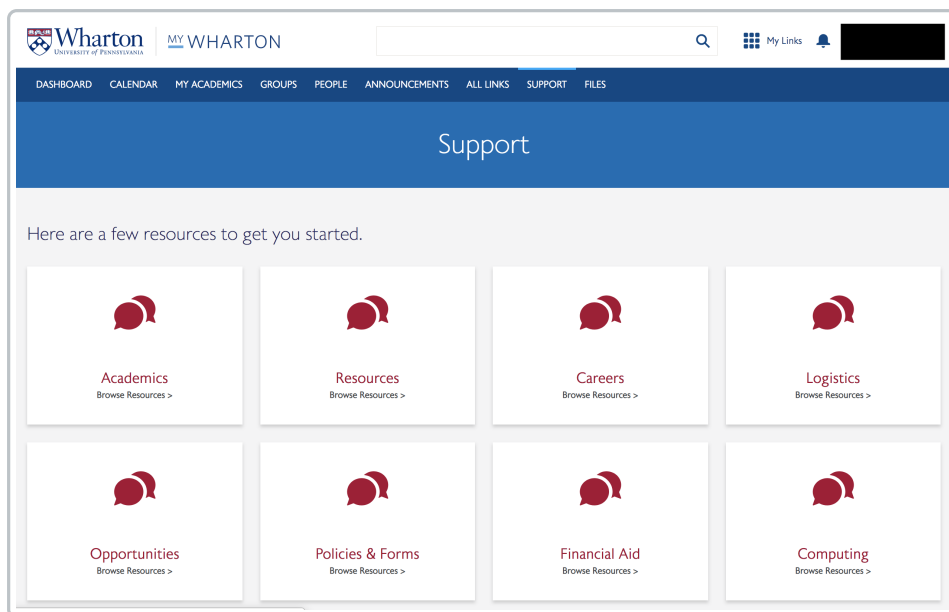 Wharton
UNIVERSITY of PENNSYLVANIA
MY WHARTON
My Links
DASHBOARD CALENDAR MY ACADEMICS GROUPS PEOPLE ANNOUNCEMENTS ALL LINKS SUPPORT FILES
Support
Here are a few resources to get you started.
Academics
Browse Resources >
Resources
Browse Resources >
Careers
Browse Resources >
Logistics
Browse Resources >
Opportunities
Browse Resources >
Policies & Forms
Browse Resources >
Financial Aid
Browse Resources >
Computing
Browse Resources >